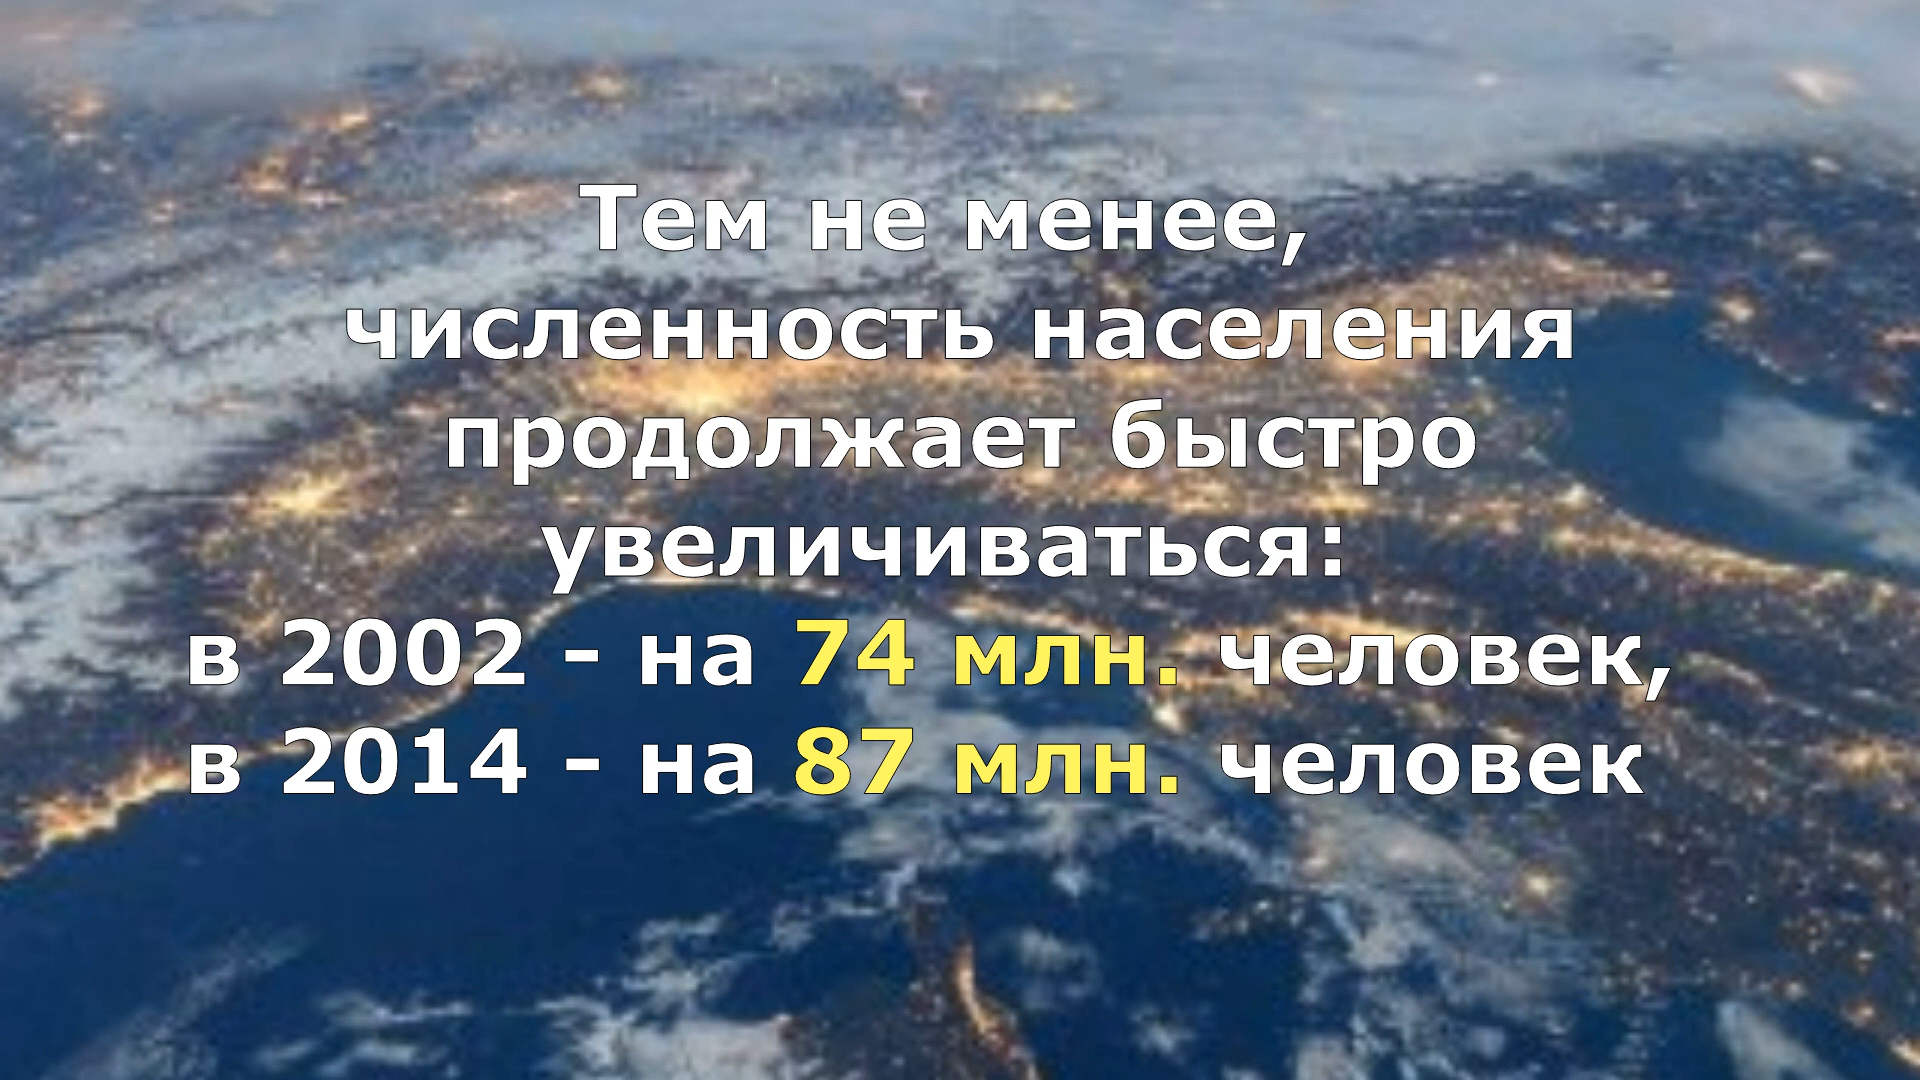 Тем не менее,
численность населения
продолжает быстро
увеличиваться:
в 2002 - на 74 млн. человек,
в 2014 - на 87 млн. человек